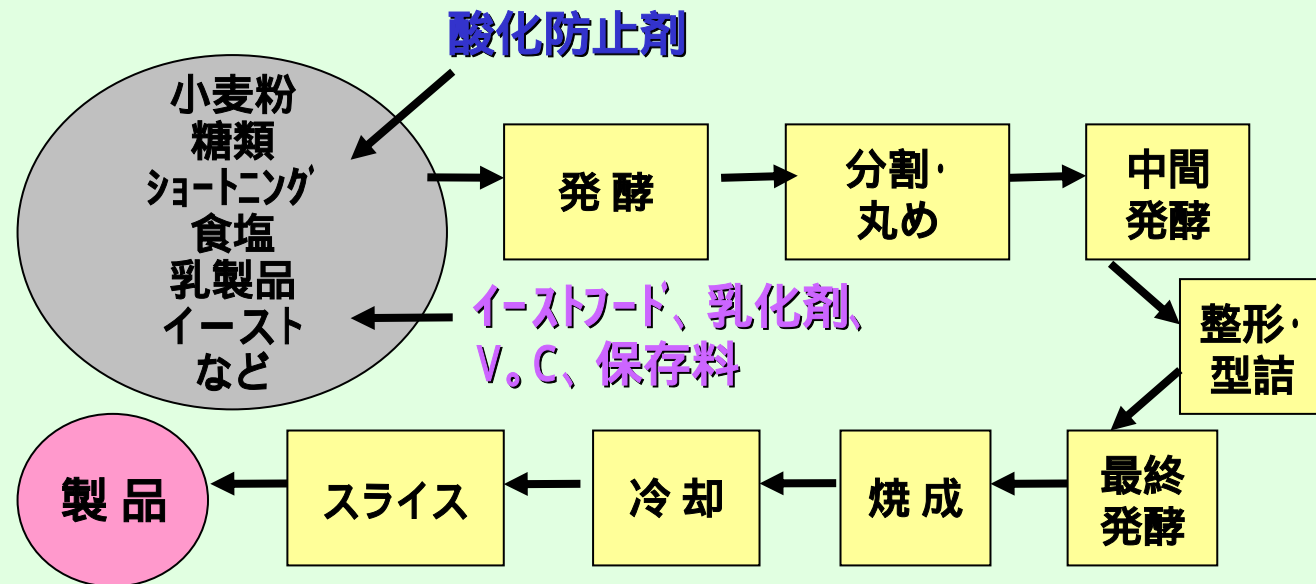 酸化防止剤
小麦粉
糖類
ｼｮｰﾄﾆﾝｸﾞ
食塩
乳製品
イースト
など
発 酵
分割・
丸め
中間
発酵
ｲｰｽﾄﾌｰﾄﾞ、乳化剤、
V。C、保存料
整形・
型詰
最終
発酵
焼 成
冷 却
スライス
製 品